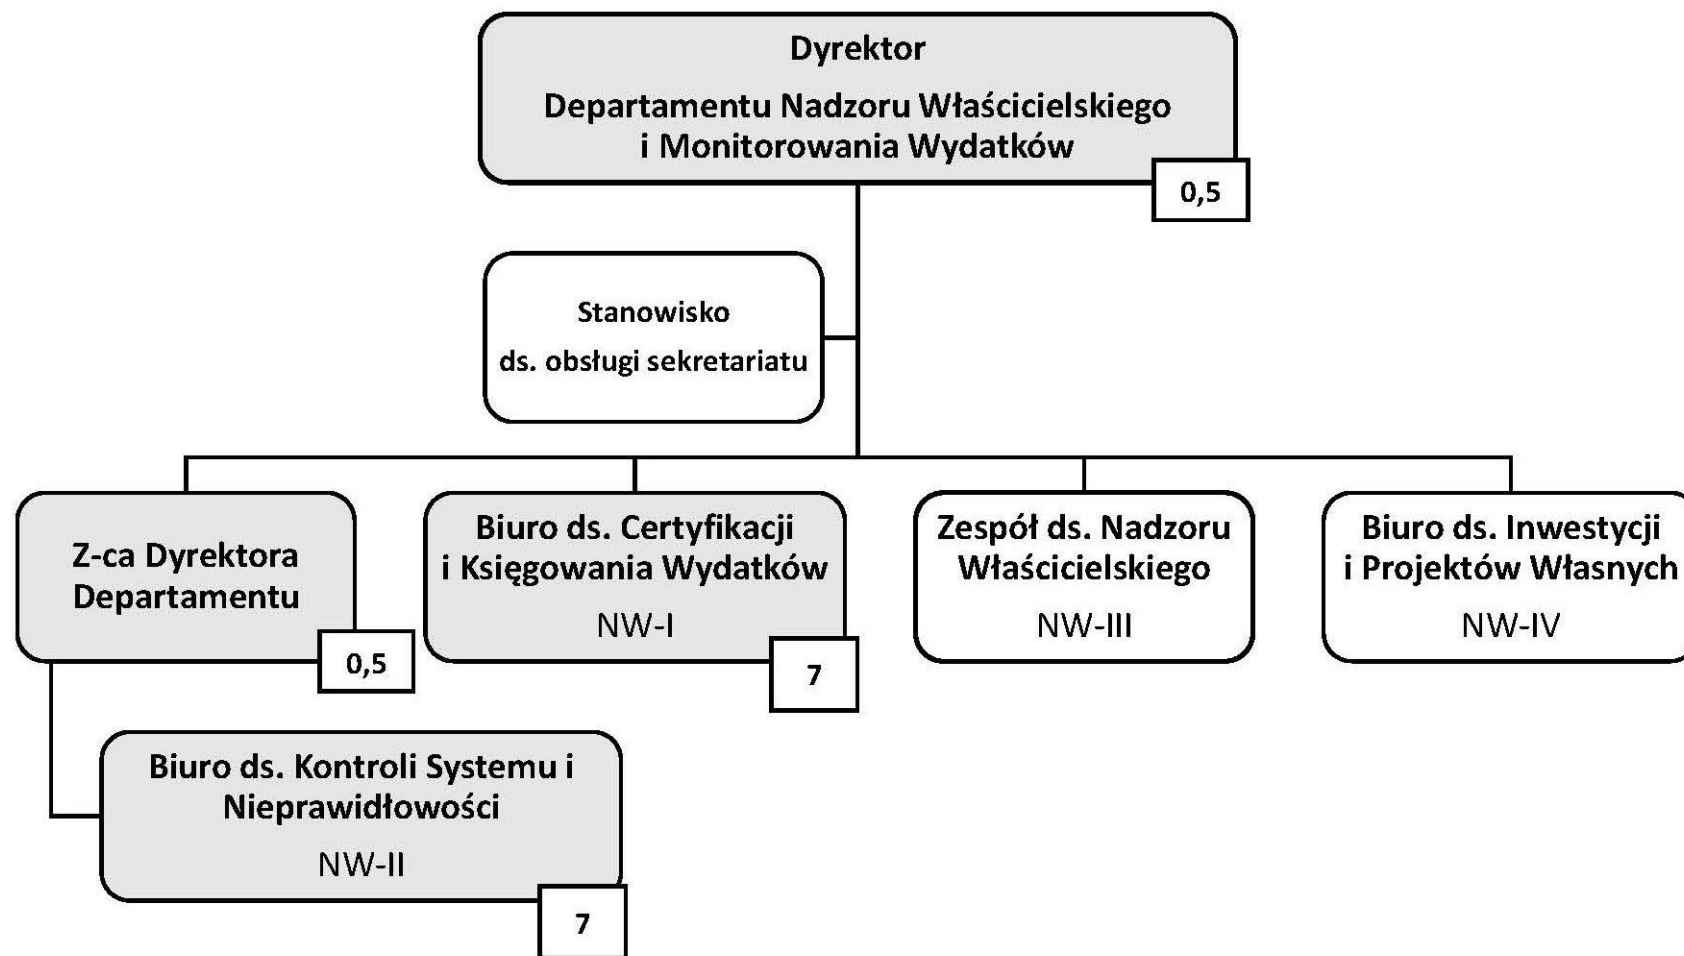 Dyrektor
Departamentu Nadzoru Właścicielskiego
i Monitorowania Wydatków
0,5
Stanowisko
ds. obsługi sekretariatu
Z-ca Dyrektora
Departamentu
0,5
Biuro ds. Certyfikacji
i Księgowania Wydatków
NW-I
7
Zespół ds. Nadzoru
Właścicielskiego
NW-III
Biuro ds. Inwestycji
i Projektów Własnych
NW-IV
Biuro ds. Kontroli Systemu i
Nieprawidłowości
NW-II
7